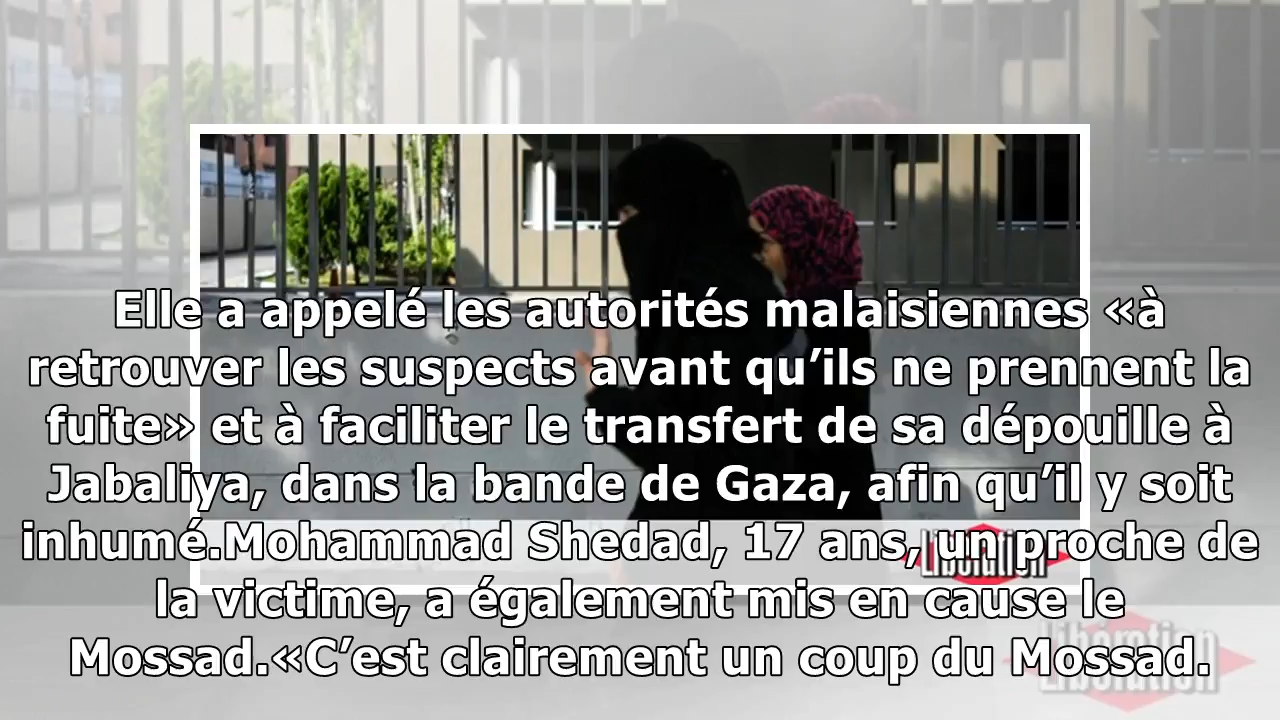 Elle a appelé les autorités malaisiennes «à
retrouver les suspects avant qu’ils ne prennent la
fuite» et à faciliter le transfert de sa dépouille à
Jabaliya, dans la bande de Gaza, afin qu’il y soit
inhumé.Mohammad Shedad, 17 ans, un proche de
la victime, a également mis en cause le
Mossad.«C’est clairement un coup du Mossad.
Libération
Libération